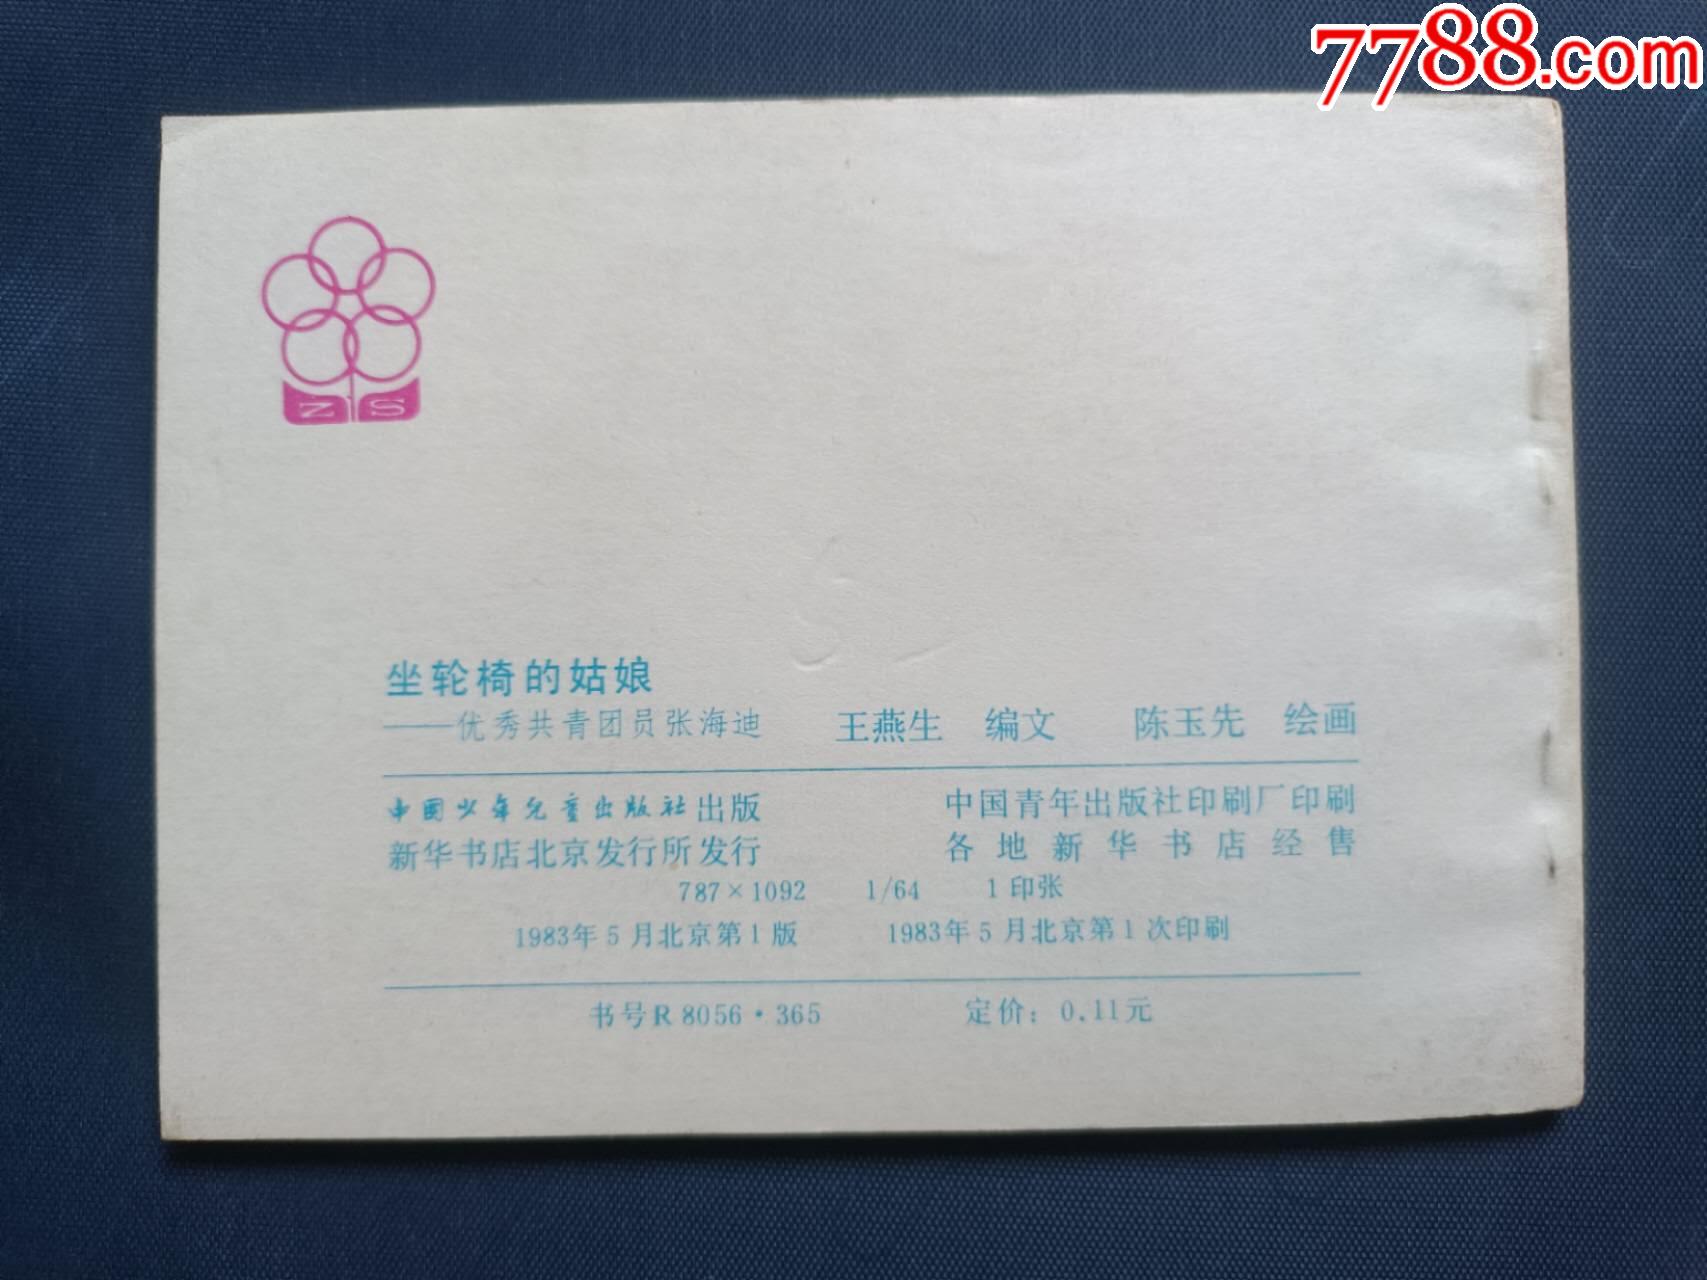 7788.com
Z S
坐轮椅的姑娘
——优秀共青团员张海迪 王燕生 编文 陈玉先 绘画
中国少年儿童出版社出版 中国青年出版社印刷厂印刷
新华书店北京发行所发行 各地新华书店经售
787×1092 1/64 1印张
1983年5月北京第1版 1983年5月北京第1次印刷
书号R8056·365 定价：0.11元